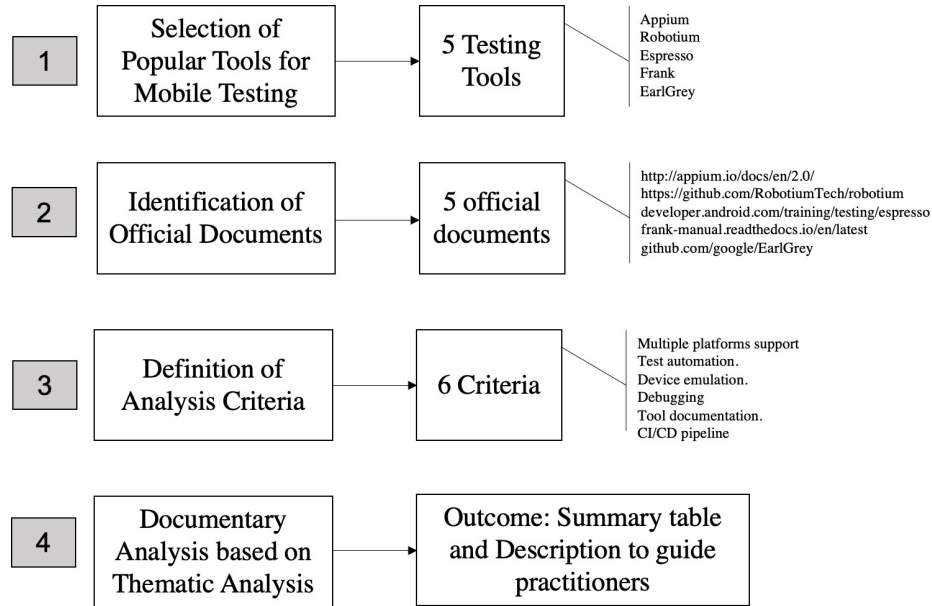 1
Selection of
Popular Tools for
Mobile Testing
5 Testing
Tools
Appium
Robotium
Espresso
Frank
EarlGrey
2
Identification of
Official Documents
5 official
documents
http://appium.io/docs/en/2.0/
https://github.com/RobotiumTech/robotium
developer.android.com/training/testing/espresso
frank-manual.readthedocs.io/en/latest
github.com/google/EarlGrey
3
Definition of
Analysis Criteria
6 Criteria
Multiple platforms support
Test automation.
Device emulation.
Debugging
Tool documentation.
CI/CD pipeline
4
Documentary
Analysis based on
Thematic Analysis
Outcome: Summary table
and Description to guide
practitioners